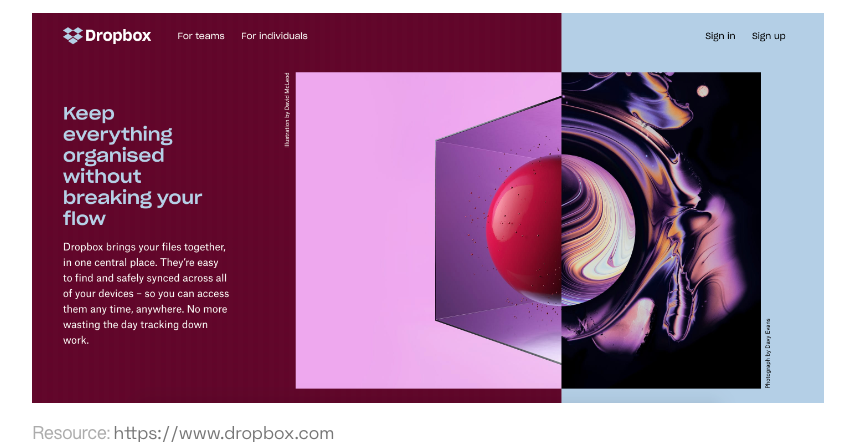 Dropbox For teams For individuals Sign in Sign up
Illustration by David McLeod
Keep
everything
organised
without
breaking your
flow
Dropbox brings your files together,
in one central place. They're easy
to find and safely synced across all
of your devices – so you can access
them any time, anywhere. No more
wasting the day tracking down
work.
Photograph by Davy Evans
Resource: https://www.dropbox.com